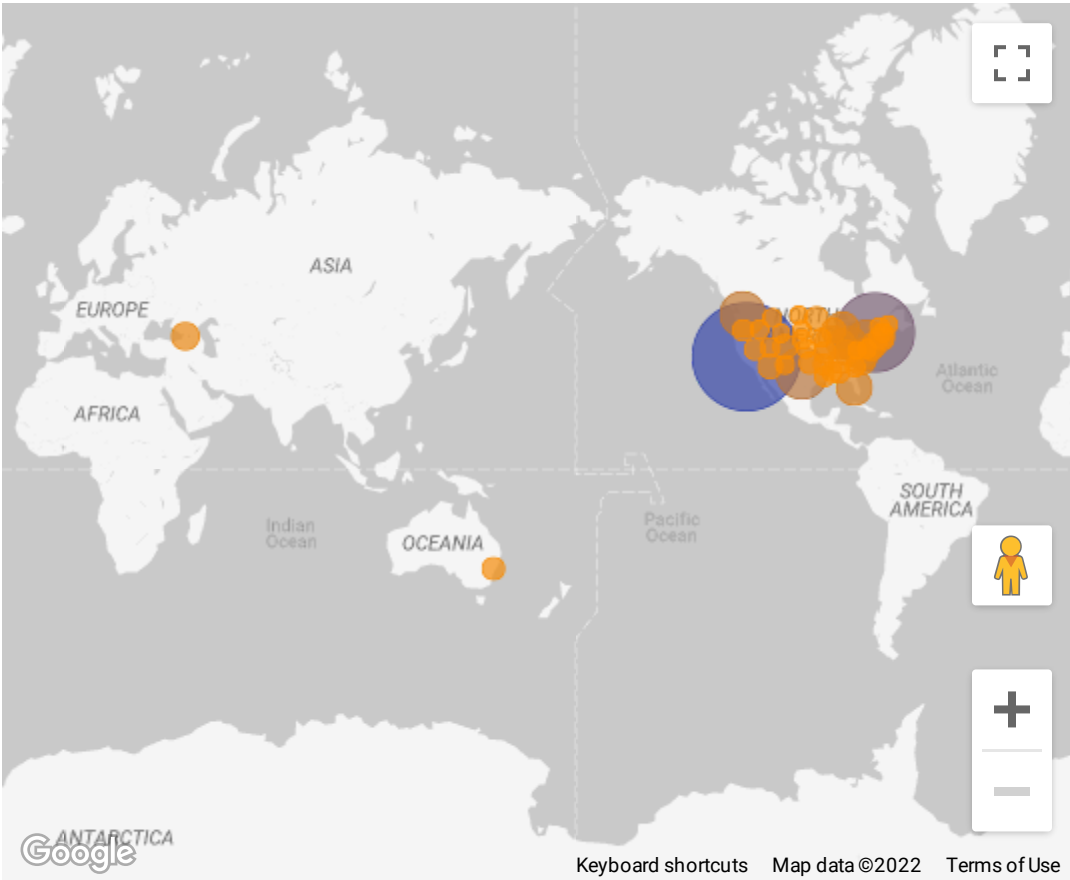 ASIA
EUROPE
NORTH
AFRICA
Atlantic
Ocean
SOUTH
AMERICA
Indian
Ocean
OCEANIA
Pacific
Ocean
ANTARCTICA
Google
Keyboard shortcuts Map data ©2022 Terms of Use